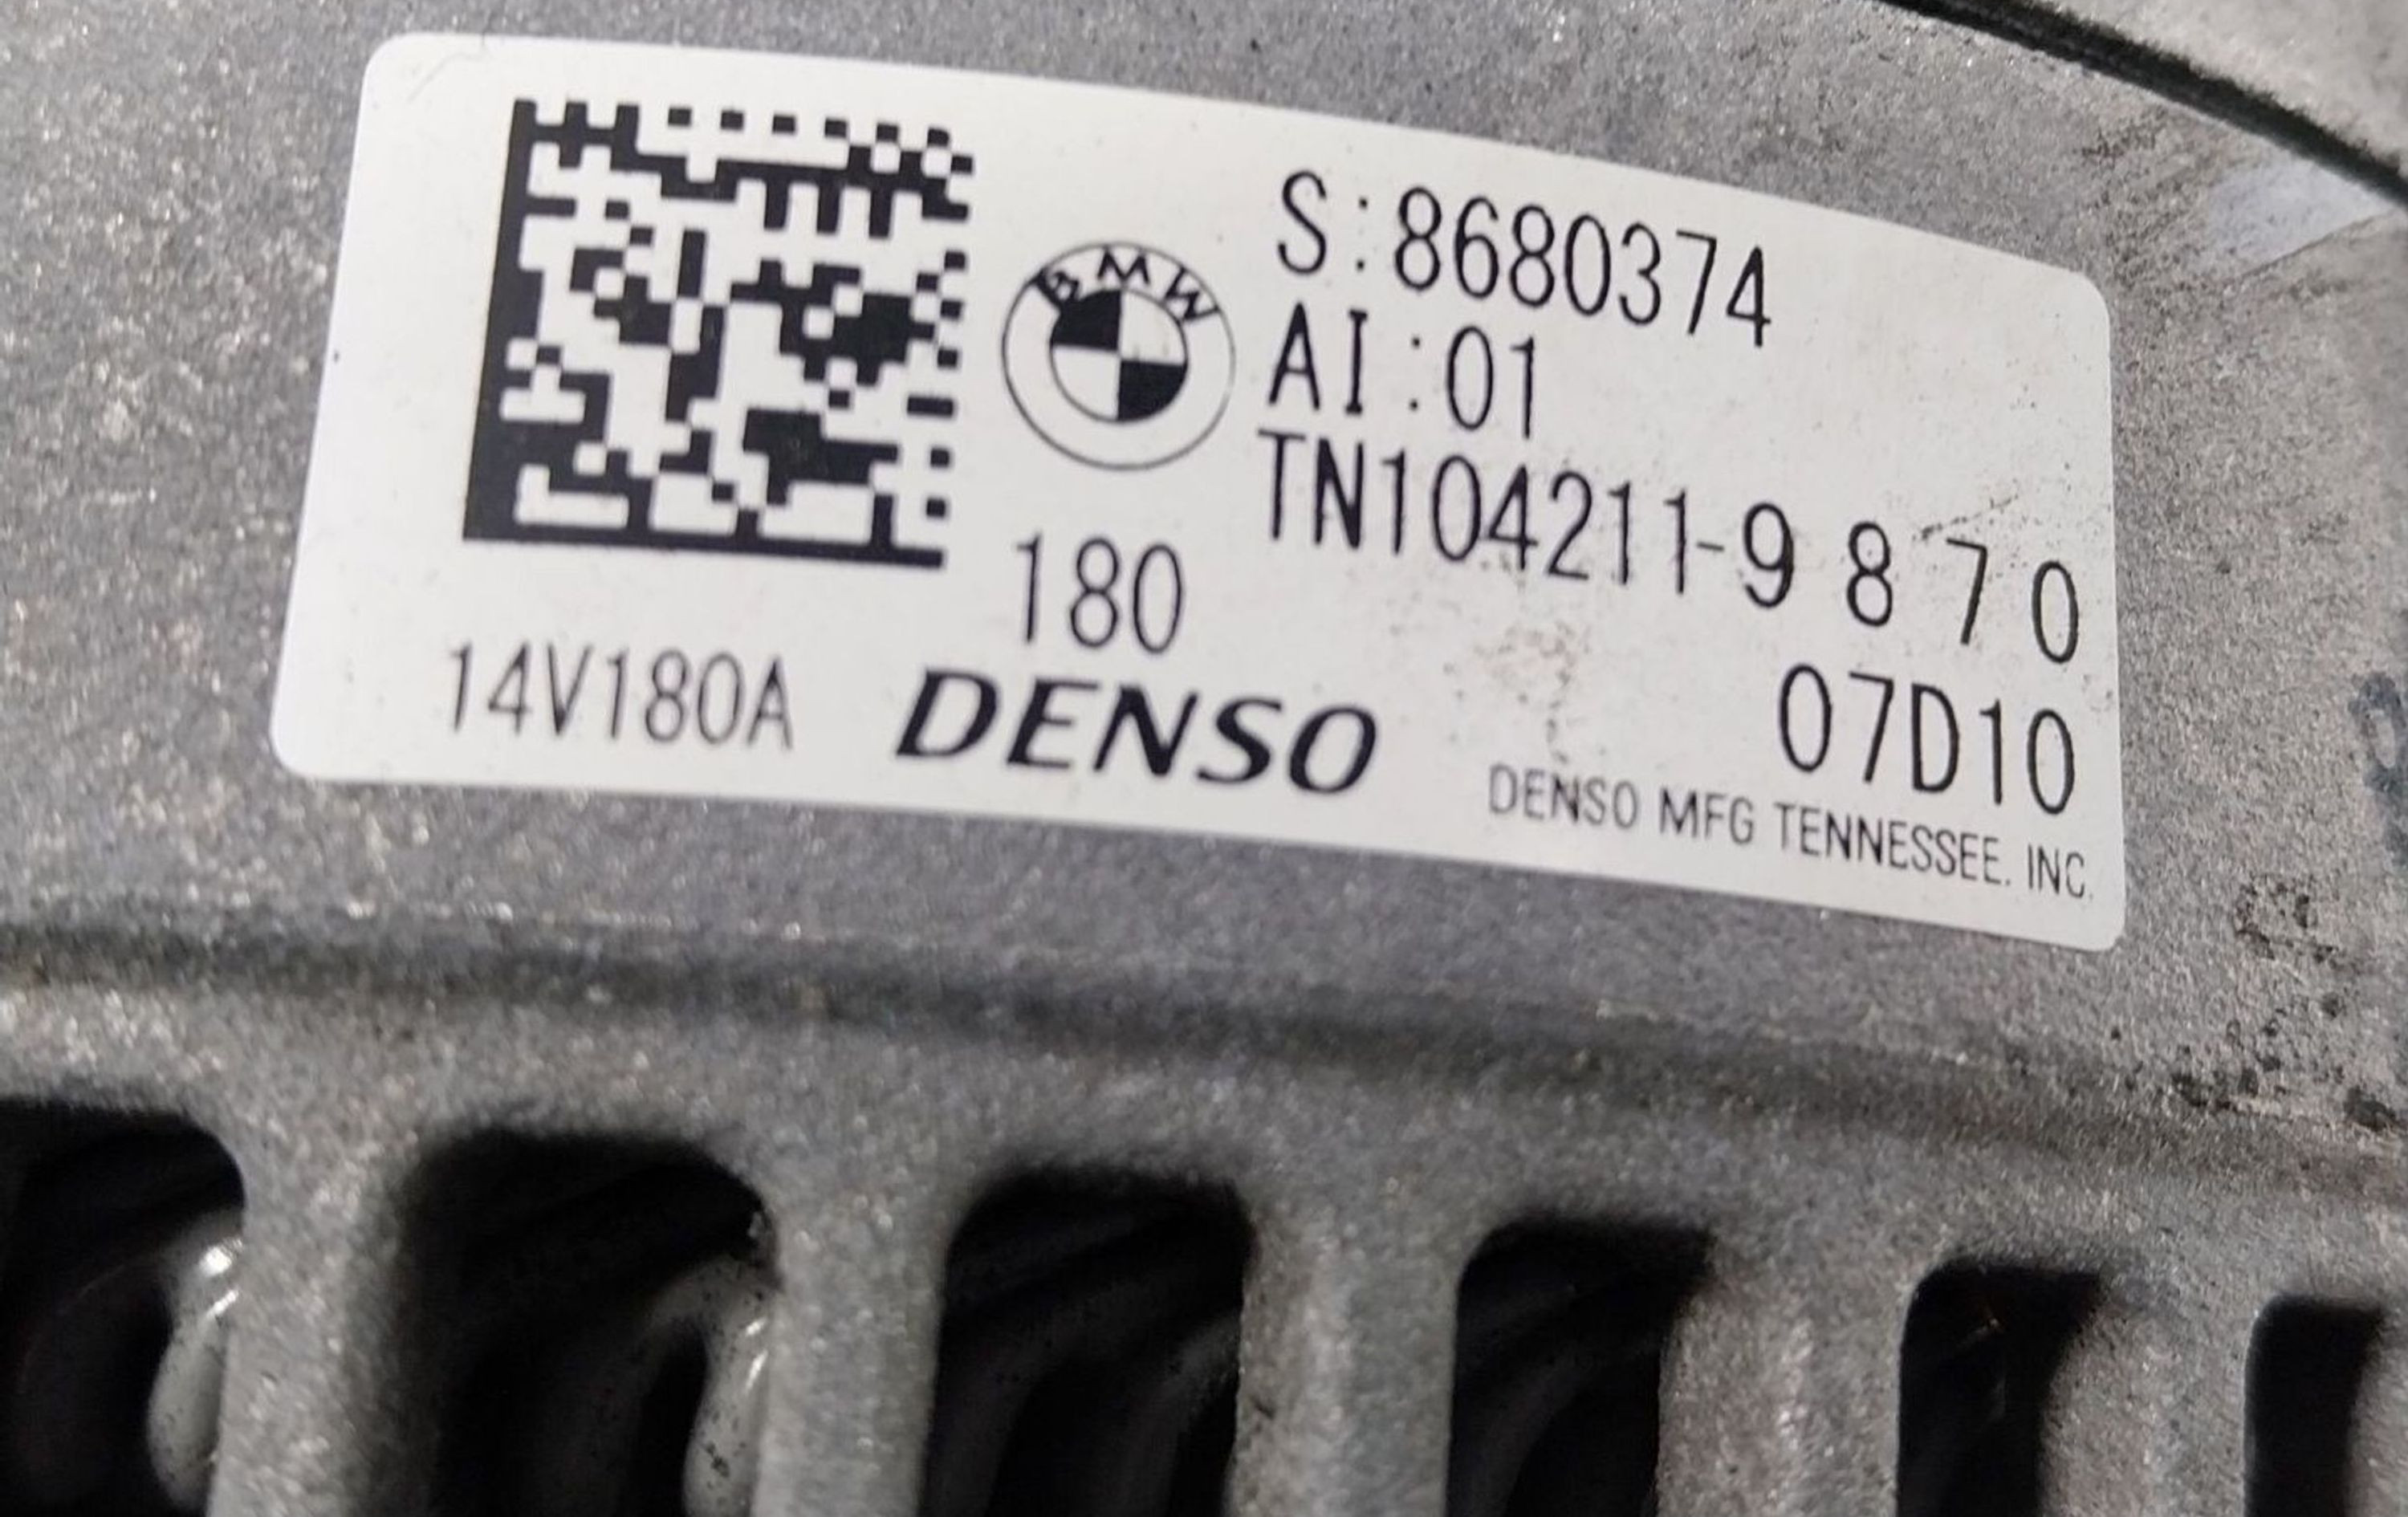 BMW
S:8680374
AI:01
TN104211-9870
180
07D10
14V180A
DENSO
DENSO MFG TENNESSEE. INC.